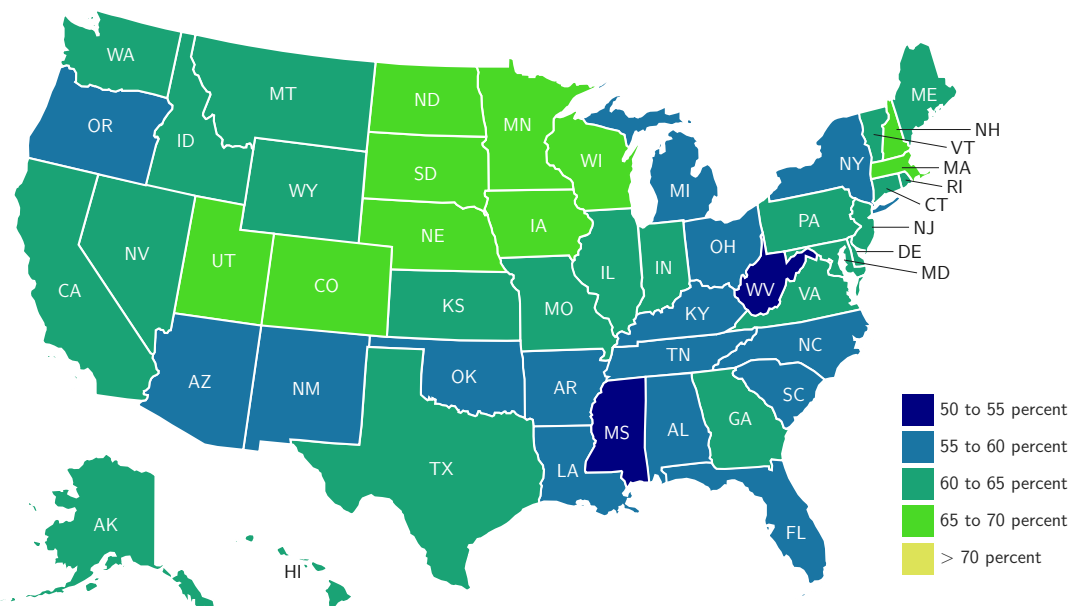 WA
MT
ND
MN
ME
OR
ID
WI
NH
VT
NY
MA
RI
SD
WY
MI
CT
PA
NJ
IA
NE
OH
DE
NV
UT
IL
IN
MD
CO
CA
WV
VA
KS
MO
KY
NC
TN
AZ
NM
OK
AR
SC
GA
50 to 55 percent
MS
AL
55 to 60 percent
TX
LA
60 to 65 percent
AK
FL
65 to 70 percent
> 70 percent
HI